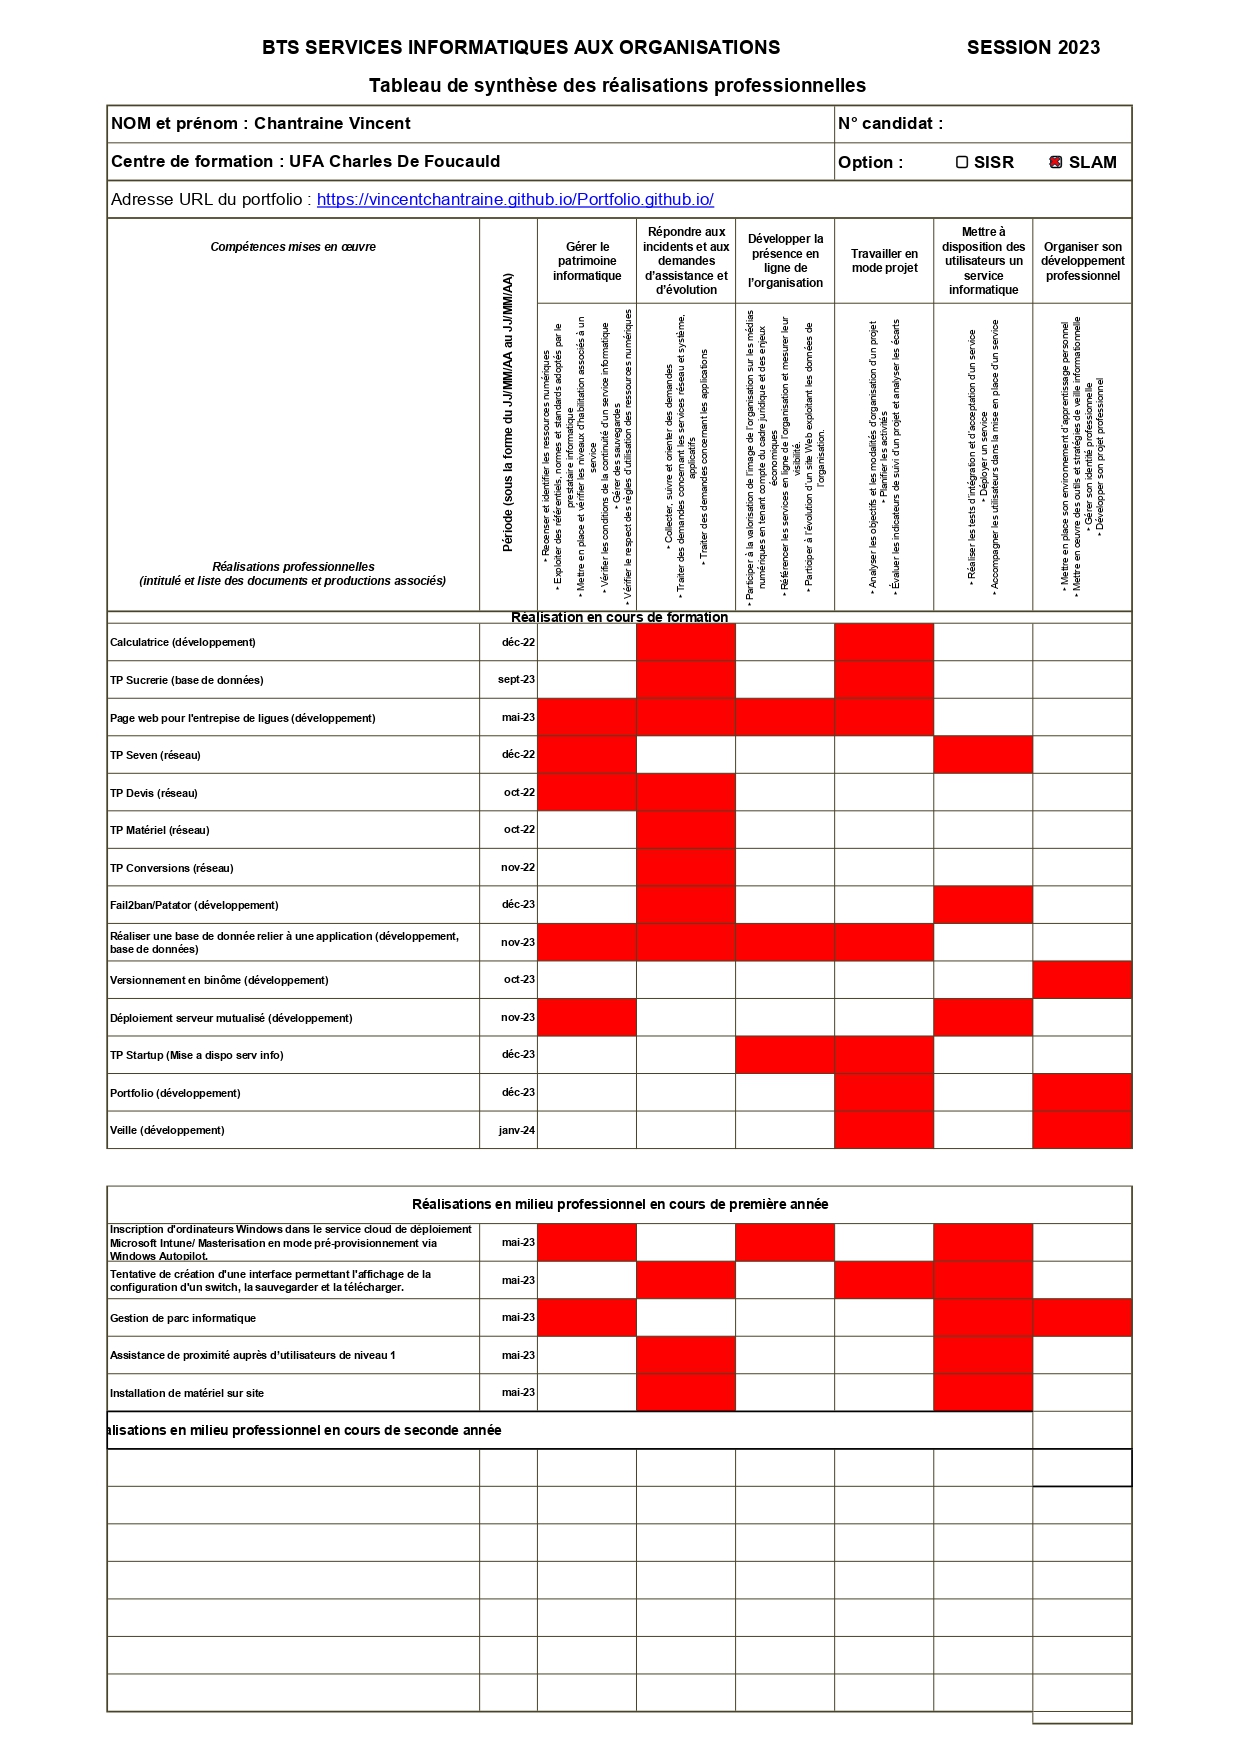 BTS SERVICES INFORMATIQUES AUX ORGANISATIONS SESSION 2023
Tableau de synthèse des réalisations professionnelles
NOM et prénom : Chantraine Vincent N° candidat :
Centre de formation : UFA Charles De Foucauld Option : SISR SLAM
Adresse URL du portfolio : https://vincentchantraine.github.io/Portfolio.github.io/
Compétences mises en œuvre
Réalisations professionnelles
(intitulé et liste des documents et productions associés)
Période (sous la forme du JJ/MM/AA au JJ/MM/AA)
Gérer le
patrimoine
informatique
Répondre aux
incidents et aux
demandes
d’assistance et
d’évolution
Développer la
présence en
ligne de
l’organisation
Travailler en
mode projet
Mettre à
disposition des
utilisateurs un
service
informatique
Organiser son
développement
professionnel
‣ Recenser et identifier les ressources numériques
‣ Exploiter des référentiels, normes et standards adoptés par le
prestataire informatique
‣ Mettre en place et vérifier les niveaux d’habilitation associés à un
service
‣ Vérifier les conditions de la continuité d’un service informatique
‣ Gérer des sauvegardes
‣ Vérifier le respect des règles d’utilisation des ressources numériques
‣ Collecter, suivre et orienter des demandes
‣ Traiter des demandes concernant les services réseau et système,
applicatifs
‣ Traiter des demandes concernant les applications
‣ Participer à la valorisation de l’image de l’organisation sur les médias
numériques en tenant compte du cadre juridique et des enjeux
économiques
‣ Référencer les services en ligne de l’organisation et mesurer leur
visibilité.
‣ Participer à l’évolution d’un site Web exploitant les données de
l’organisation.
‣ Analyser les objectifs et les modalités d’organisation d’un projet
‣ Planifier les activités
‣ Évaluer les indicateurs de suivi d’un projet et analyser les écarts
‣ Réaliser les tests d’intégration et d’acceptation d’un service
‣ Déployer un service
‣ Accompagner les utilisateurs dans la mise en place d’un service
‣ Mettre en place son environnement d’apprentissage personnel
‣ Mettre en œuvre des outils et stratégies de veille informationnelle
‣ Gérer son identité professionnelle
‣ Développer son projet professionnel
Réalisation en cours de formation
Calculatrice (développement) déc-22
TP Sucrerie (base de données) sept-23
Page web pour l'entrepise de ligues (développement) mai-23
TP Seven (réseau) déc-22
TP Devis (réseau) oct-22
TP Matériel (réseau) oct-22
TP Conversions (réseau) nov-22
Fail2ban/Patator (développement) déc-23
Réaliser une base de donnée relier à une application (développement,
base de données) nov-23
Versionnement en binôme (développement) oct-23
Déploiement serveur mutualisé (développement) nov-23
TP Startup (Mise a dispo serv info) déc-23
Portfolio (développement) déc-23
Veille (développement) janv-24
Réalisations en milieu professionnel en cours de première année
Inscription d'ordinateurs Windows dans le service cloud de déploiement
Microsoft Intune/ Masterisation en mode pré-provisionnement via
Windows Autopilot. mai-23
Tentative de création d'une interface permettant l'affichage de la
configuration d'un switch, la sauvegarder et la télécharger. mai-23
Gestion de parc informatique mai-23
Assistance de proximité auprès d’utilisateurs de niveau 1 mai-23
Installation de matériel sur site mai-23
alisations en milieu professionnel en cours de seconde année